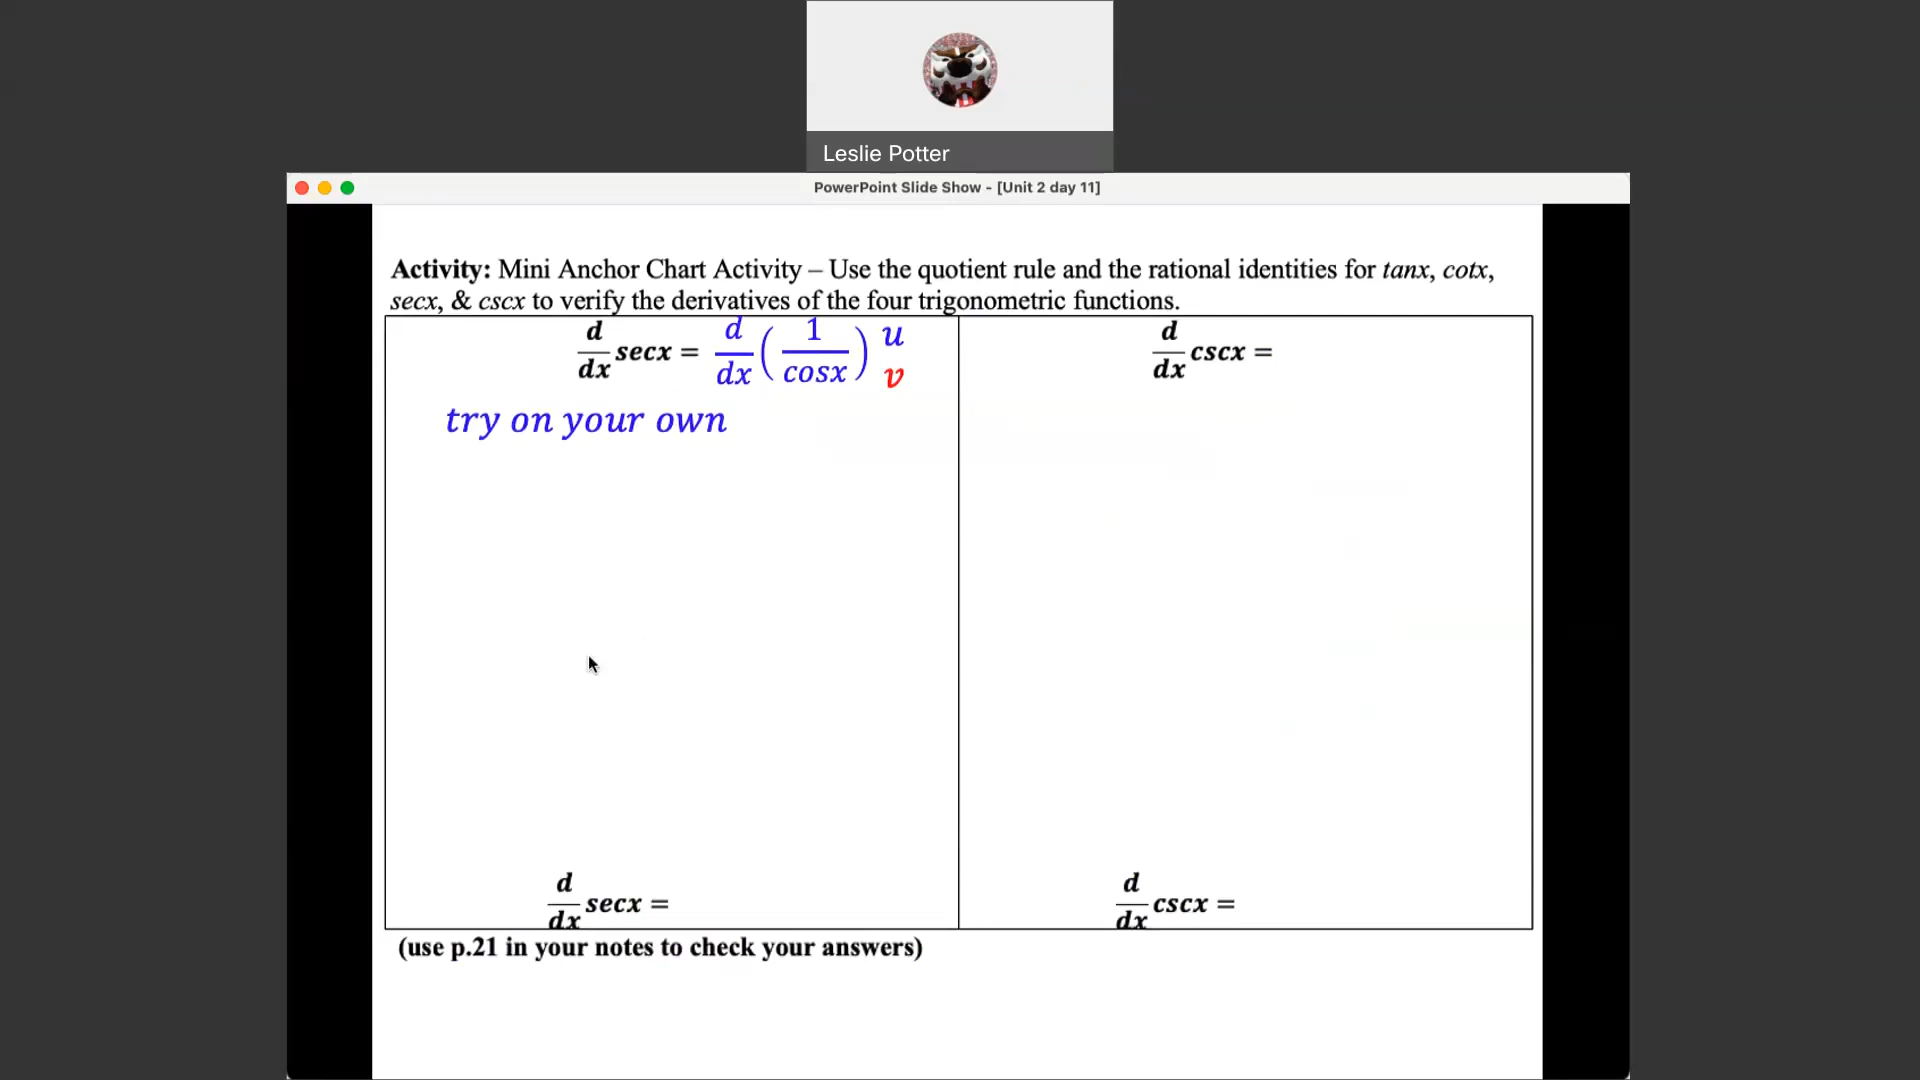 Leslie Potter
PowerPoint Slide Show - [Unit 2 day 11]
Activity: Mini Anchor Chart Activity – Use the quotient rule and the rational identities for tanx, cotx,
secx, & cscx to verify the derivatives of the four trigonometric functions.
d/dx secx = d/dx (1/cosx) u v
try on your own
d/dx cscx =
d/dx secx =
d/dx cscx =
(use p.21 in your notes to check your answers)